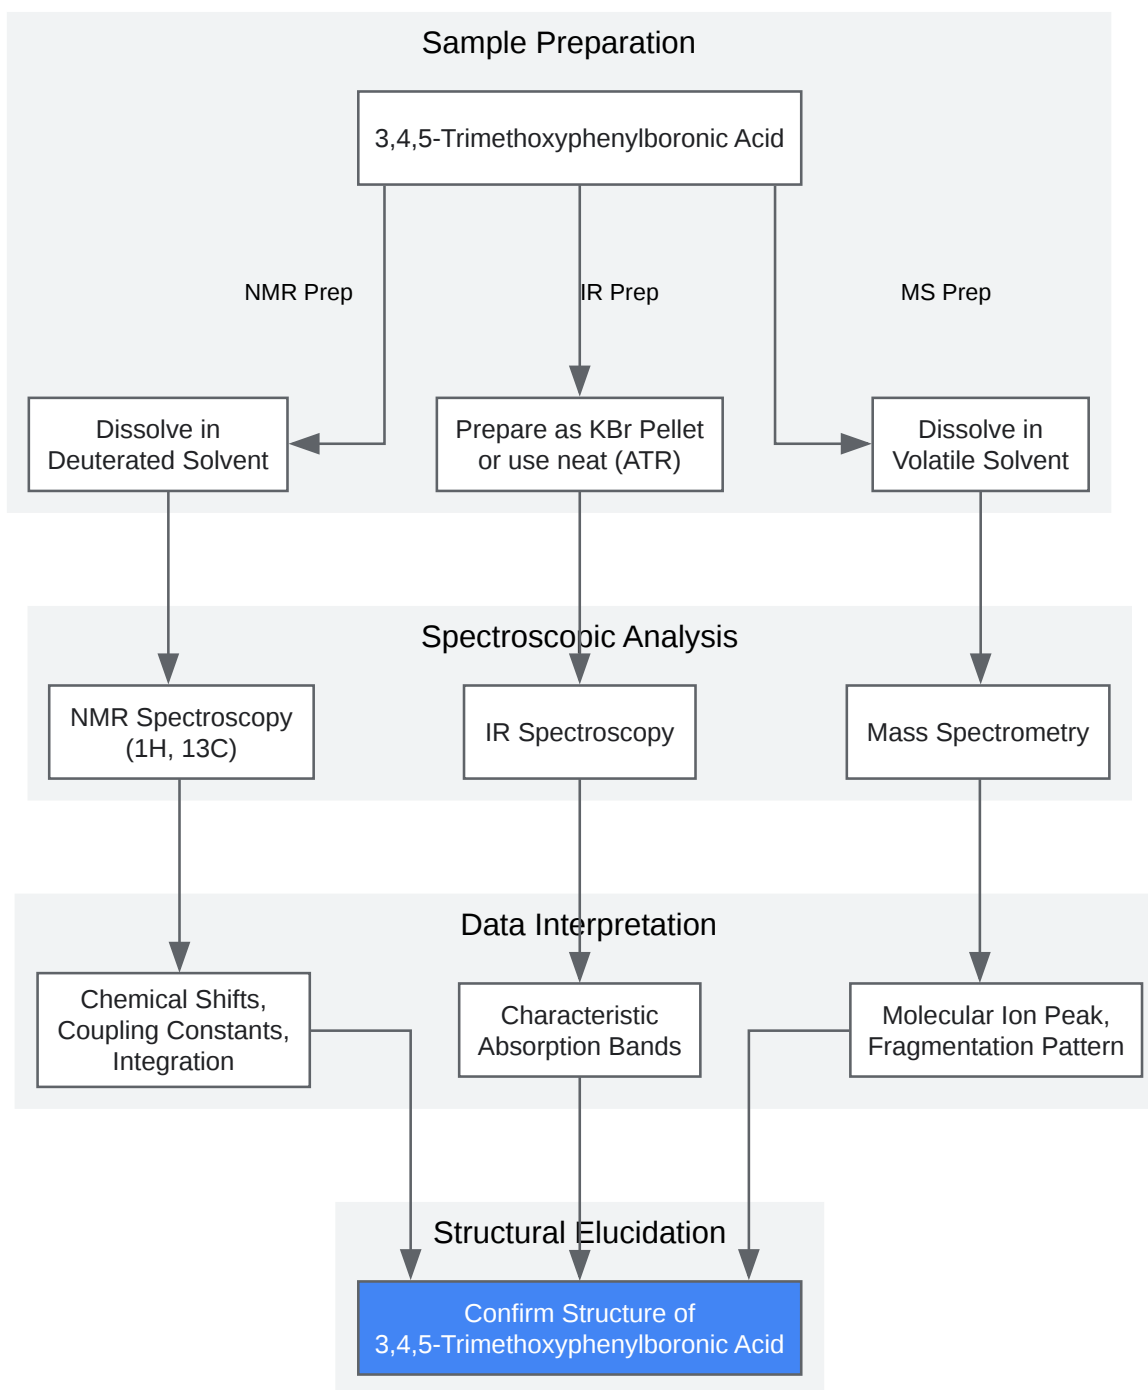 Sample Preparation
3,4,5-Trimethoxyphenylboronic Acid
NMR Prep
IR Prep
MS Prep
Dissolve in
Deuterated Solvent
Prepare as KBr Pellet
or use neat (ATR)
Dissolve in
Volatile Solvent
Spectroscopic Analysis
NMR Spectroscopy
(1H, 13C)
IR Spectroscopy
Mass Spectrometry
Data Interpretation
Chemical Shifts,
Coupling Constants,
Integration
Characteristic
Absorption Bands
Molecular Ion Peak,
Fragmentation Pattern
Structural Elucidation
Confirm Structure of
3,4,5-Trimethoxyphenylboronic Acid